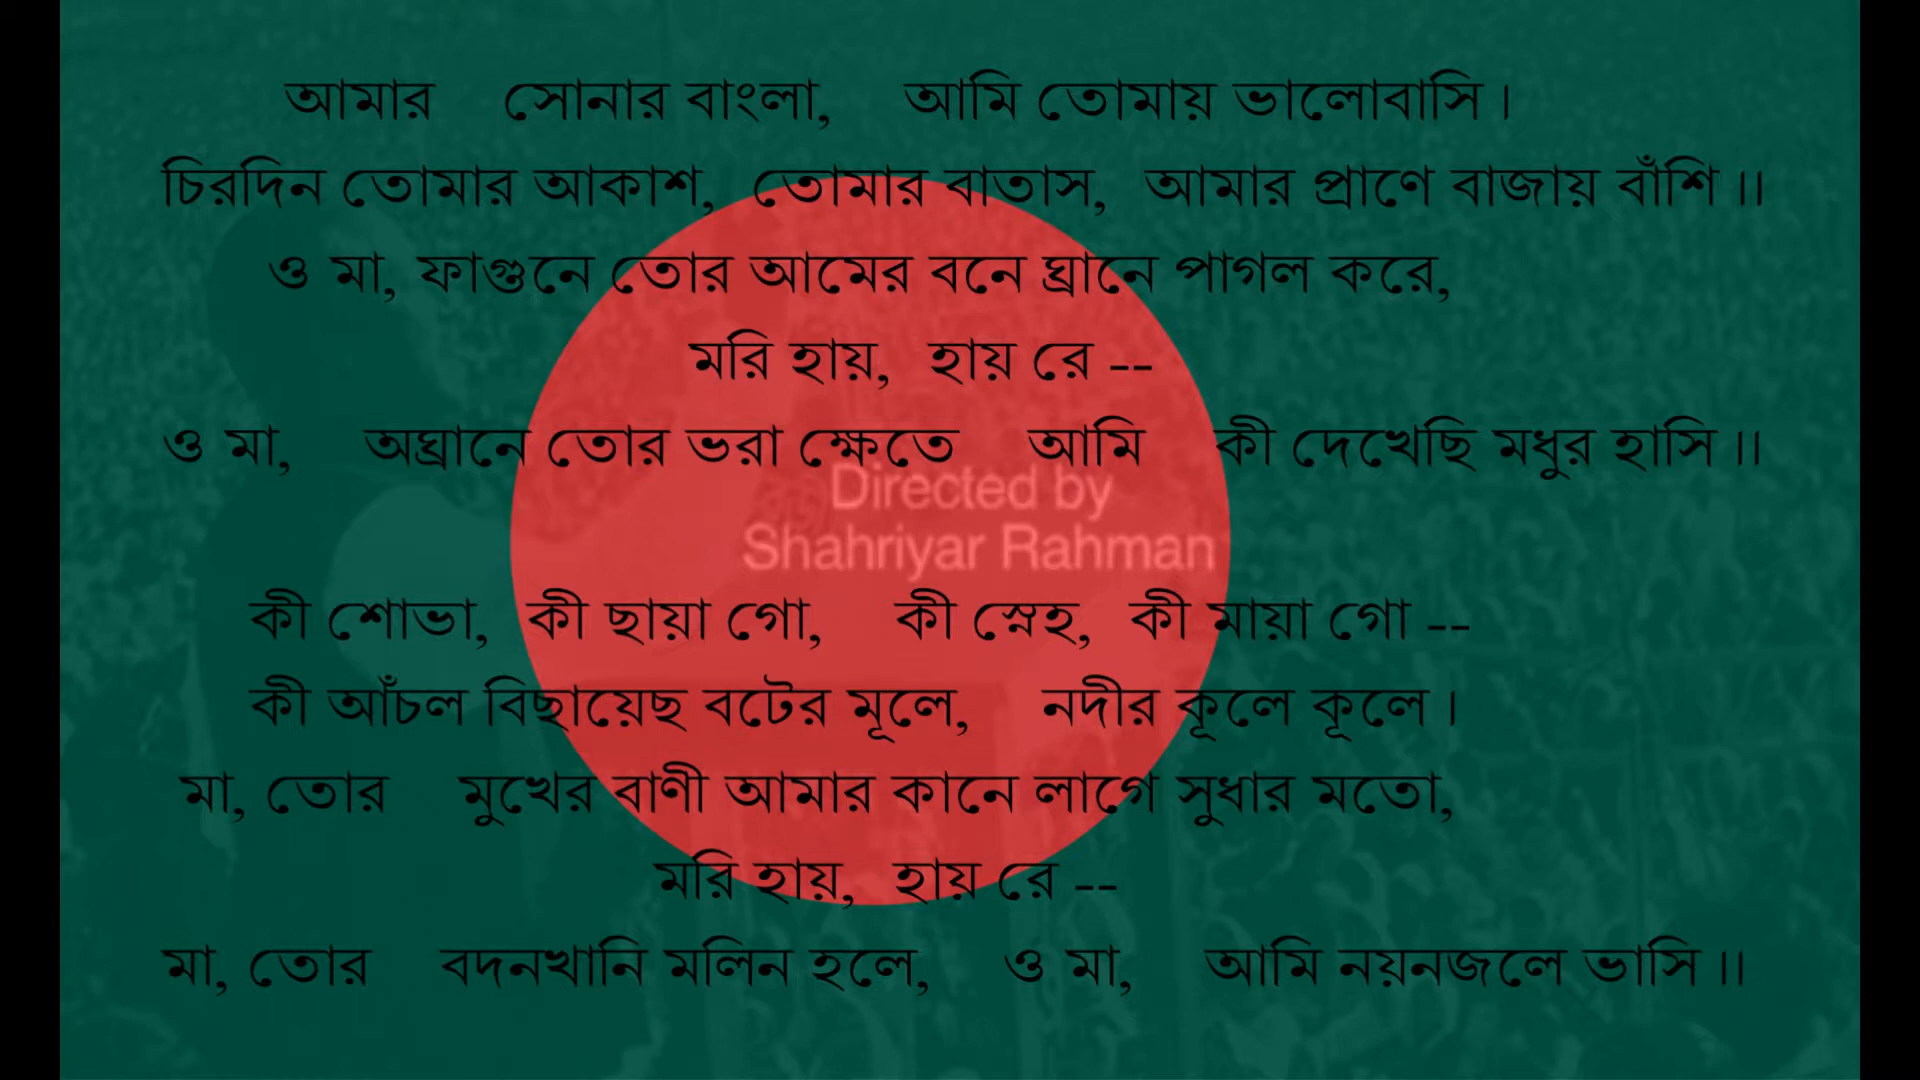 আমার সোনার বাংলা, আমি তোমায় ভালোবাসি।
চিরদিন তোমার আকাশ, তোমার বাতাস, আমার প্রাণে বাজায় বাঁশি॥
ও মা, ফাগুনে তোর আমের বনে ঘ্রানে পাগল করে,
মরি হায়, হায় রে --
ও মা, অঘ্রানে তোর ভরা ক্ষেতে আমি কী দেখেছি মধুর হাসি॥
Directed by
Shahriyar Rahman
কী শোভা, কী ছায়া গো, কী স্নেহ, কী মায়া গো --
কী আঁচল বিছায়েছ বটের মূলে, নদীর কূলে কূলে।
মা, তোর মুখের বাণী আমার কানে লাগে সুধার মতো,
মরি হায়, হায় রে --
মা, তোর বদনখানি মলিন হলে, ও মা, আমি নয়নজলে ভাসি॥